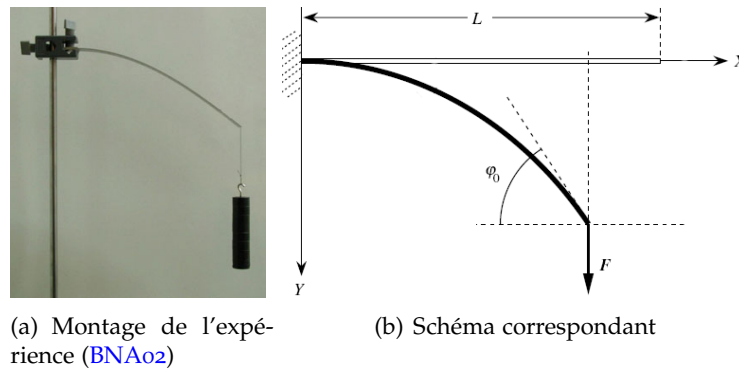 L
X
φ0
F
Y
(a) Montage de l'expé-
rience (BNA02)
(b) Schéma correspondant